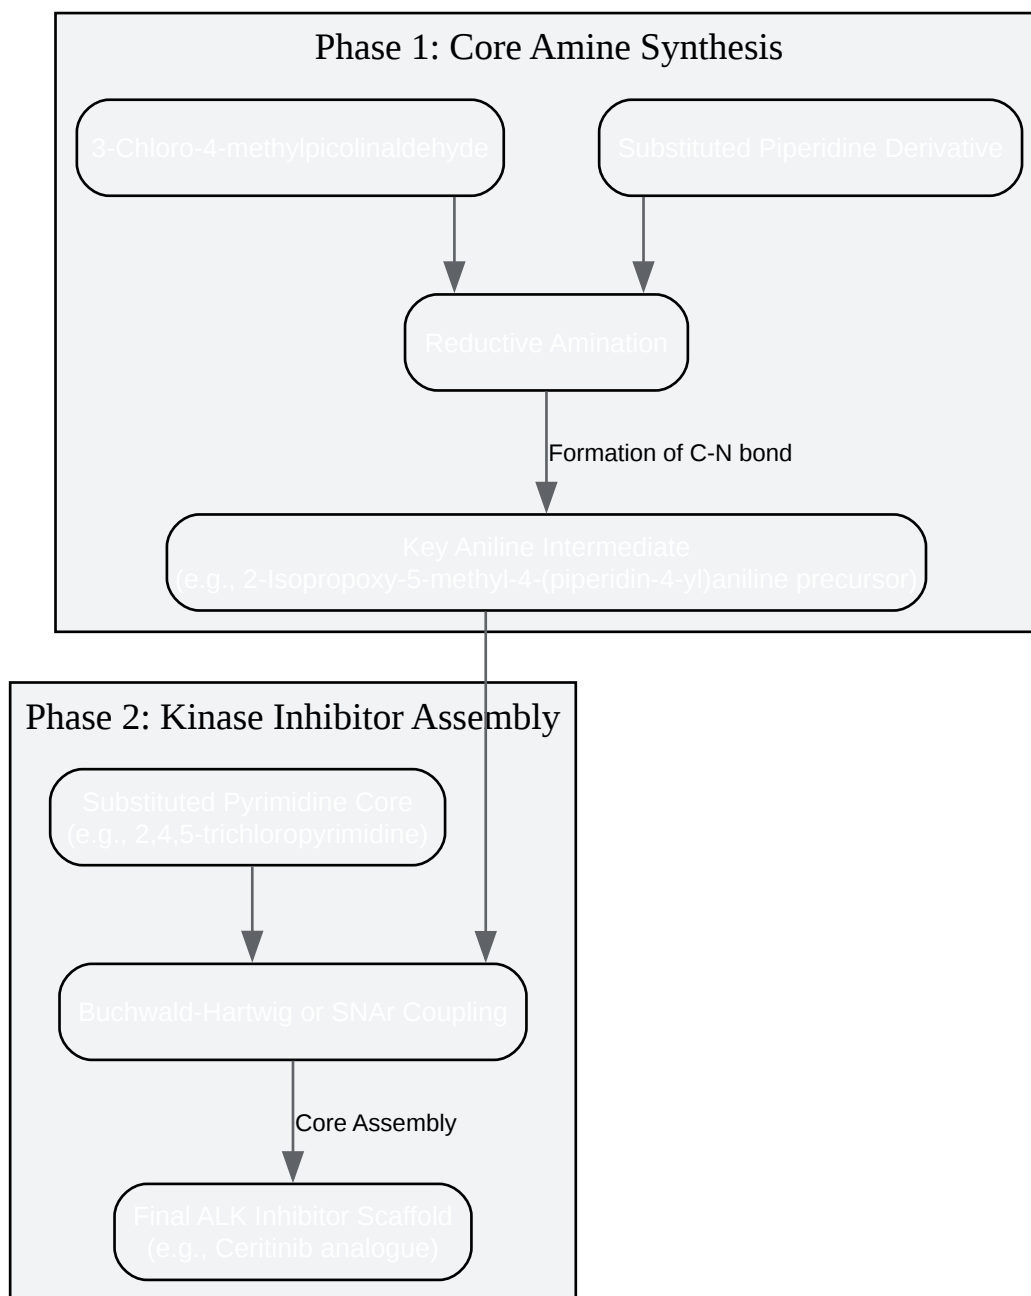 Phase 1: Core Amine Synthesis
3-Chloro-4-methylpicolinaldehyde
Substituted Piperidine Derivative
Reductive Amination
Formation of C-N bond
Key Aniline Intermediate
(e.g., 2-Isopropoxy-5-methyl-4-(piperidin-4-yl)aniline precursor)
Phase 2: Kinase Inhibitor Assembly
Substituted Pyrimidine Core
(e.g., 2,4,5-trichloropyrimidine)
Buchwald-Hartwig or SNAr Coupling
Core Assembly
Final ALK Inhibitor Scaffold
(e.g., Ceritinib analogue)